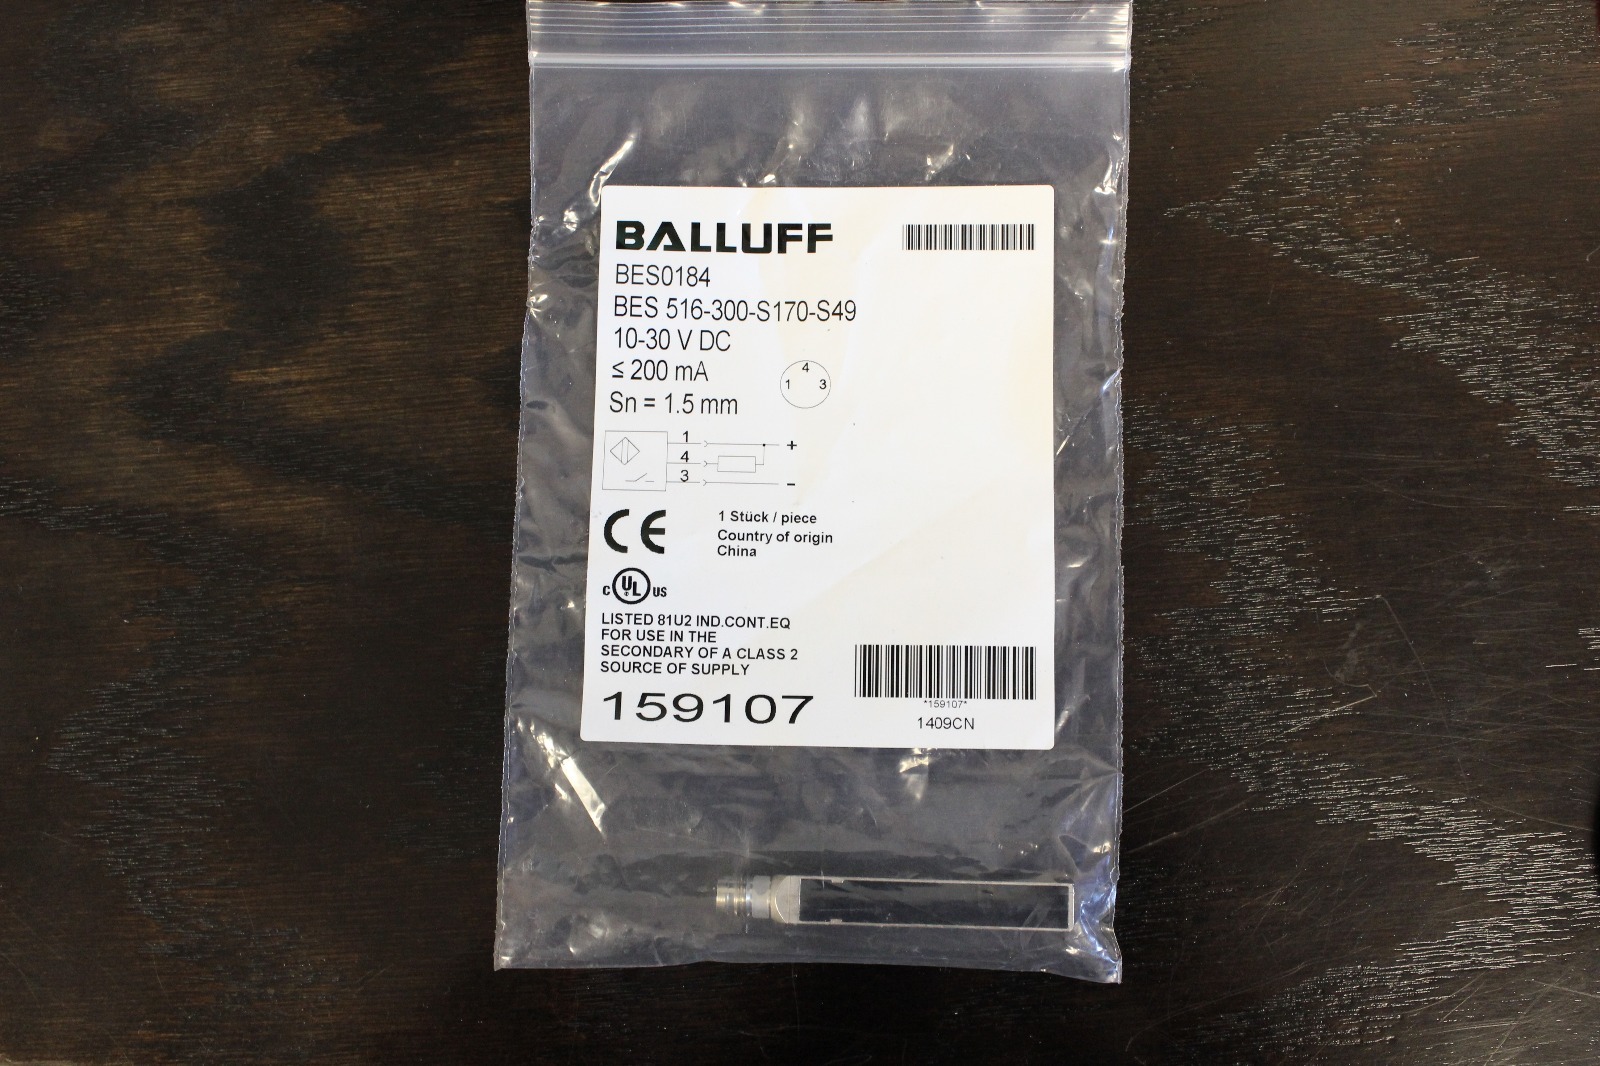 BALLUFF
BES0184
BES 516-300-S170-S49
10-30 V DC
≤ 200 mA
Sn = 1.5 mm
4
1 3
1 +
4
3 −
CE
1 Stück / piece
Country of origin
China
c UL US
LISTED 81U2 IND.CONT.EQ
FOR USE IN THE
SECONDARY OF A CLASS 2
SOURCE OF SUPPLY
159107
*159107*
1409CN